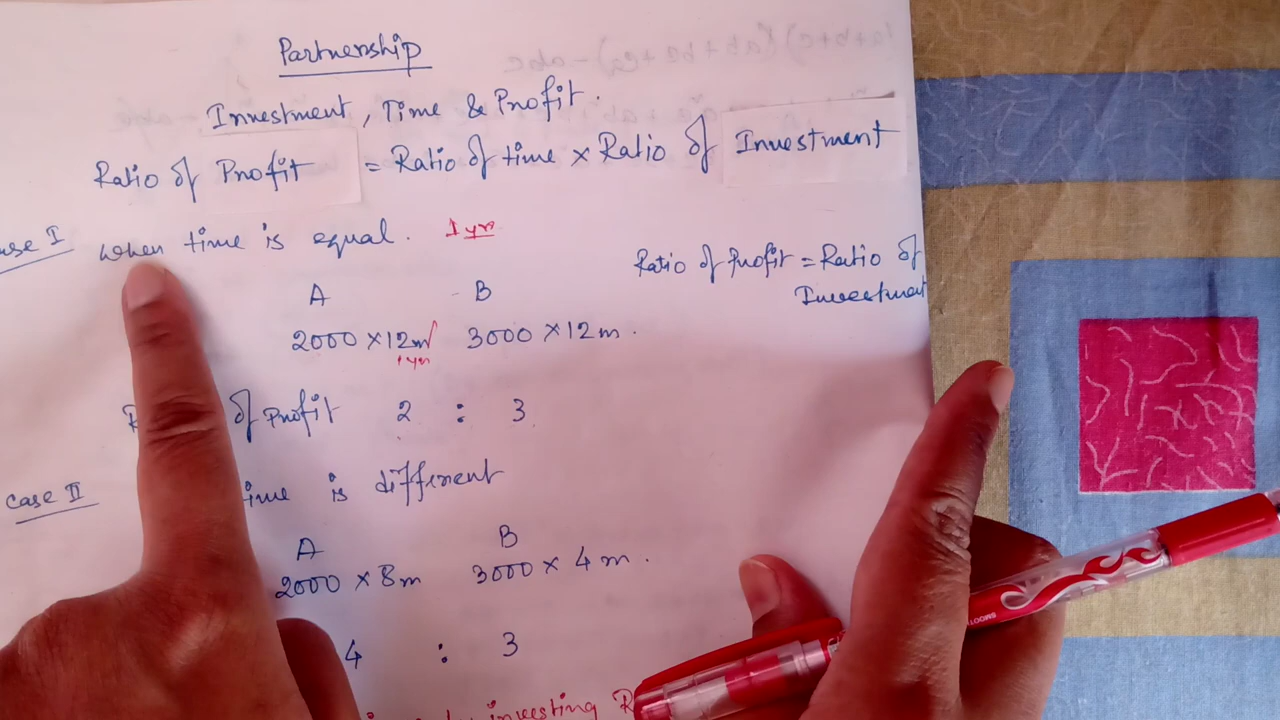 Partnership
Investment, Time & Profit.
Ratio of Profit = Ratio of time × Ratio of Investment
I when time is equal. 1 yr
Ratio of Profit = Ratio of Investment
A B
2000 × 12m 3000 × 12m.
1 yr
of Profit 2 : 3
Case II is different
A B
2000 × 8m 3000 × 4m.
4 : 3
by investing
SMOOT